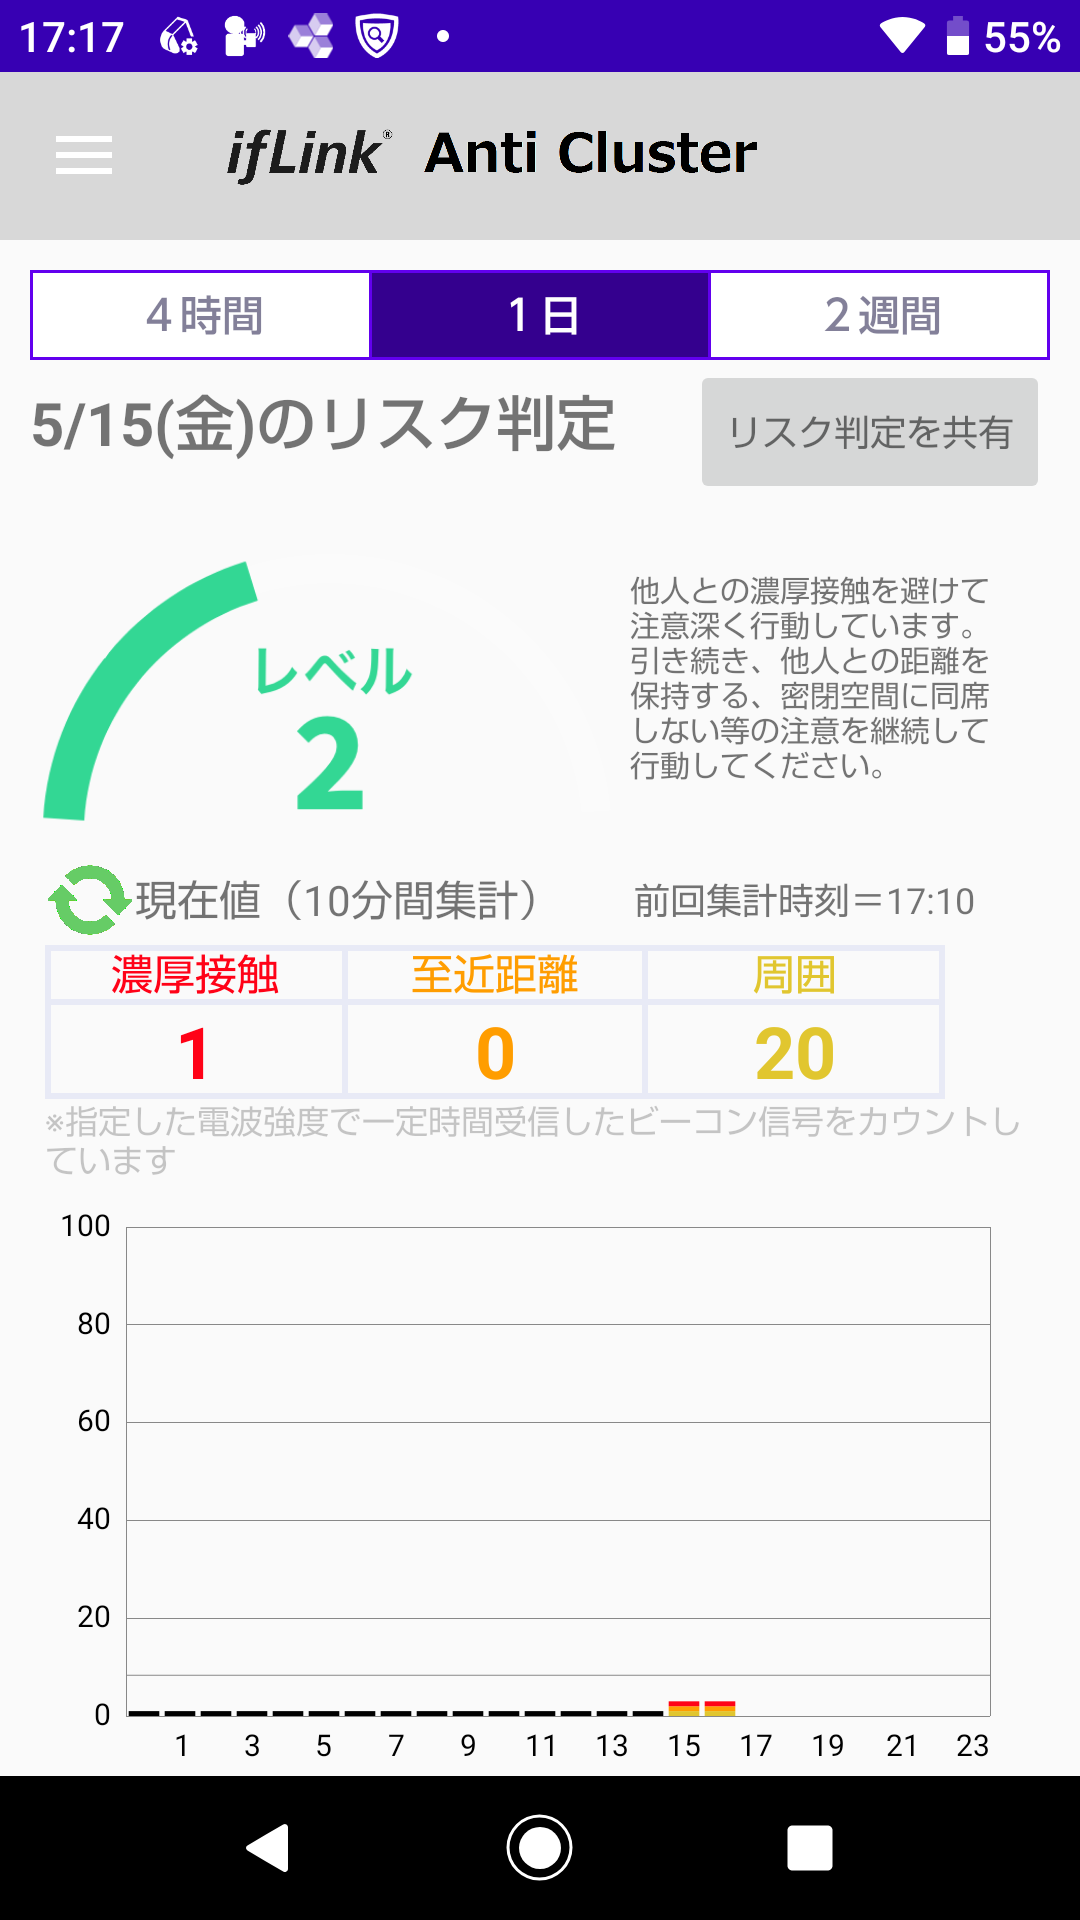 17:17
55%
ifLink® Anti Cluster
4時間 1日 2週間
5/15(金)のリスク判定
リスク判定を共有
レベル
2
他人との濃厚接触を避けて
注意深く行動しています。
引き続き、他人との距離を
保持する、密閉空間に同席
しない等の注意を継続して
行動してください。
現在値（10分間集計） 前回集計時刻＝17:10
濃厚接触 至近距離 周囲
1 0 20
※指定した電波強度で一定時間受信したビーコン信号をカウントし
ています
100
80
60
40
20
0
1 3 5 7 9 11 13 15 17 19 21 23